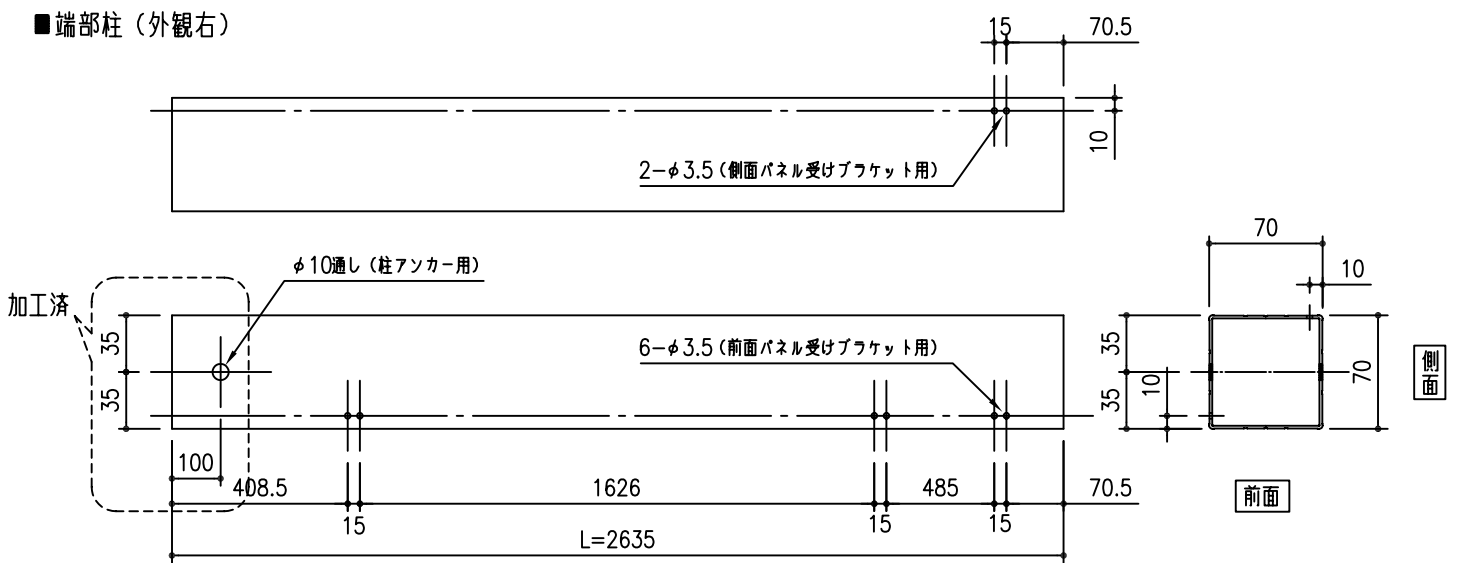 ■端部柱（外観右）
15
70.5
10
2-φ3.5（側面パネル受けブラケット用）
φ10通し（柱アンカー用）
加工済
35
35
6-φ3.5（前面パネル受けブラケット用）
100
408.5
15
1626
15
485
15
70.5
L=2635
70
10
35
35
10
70
側面
前面